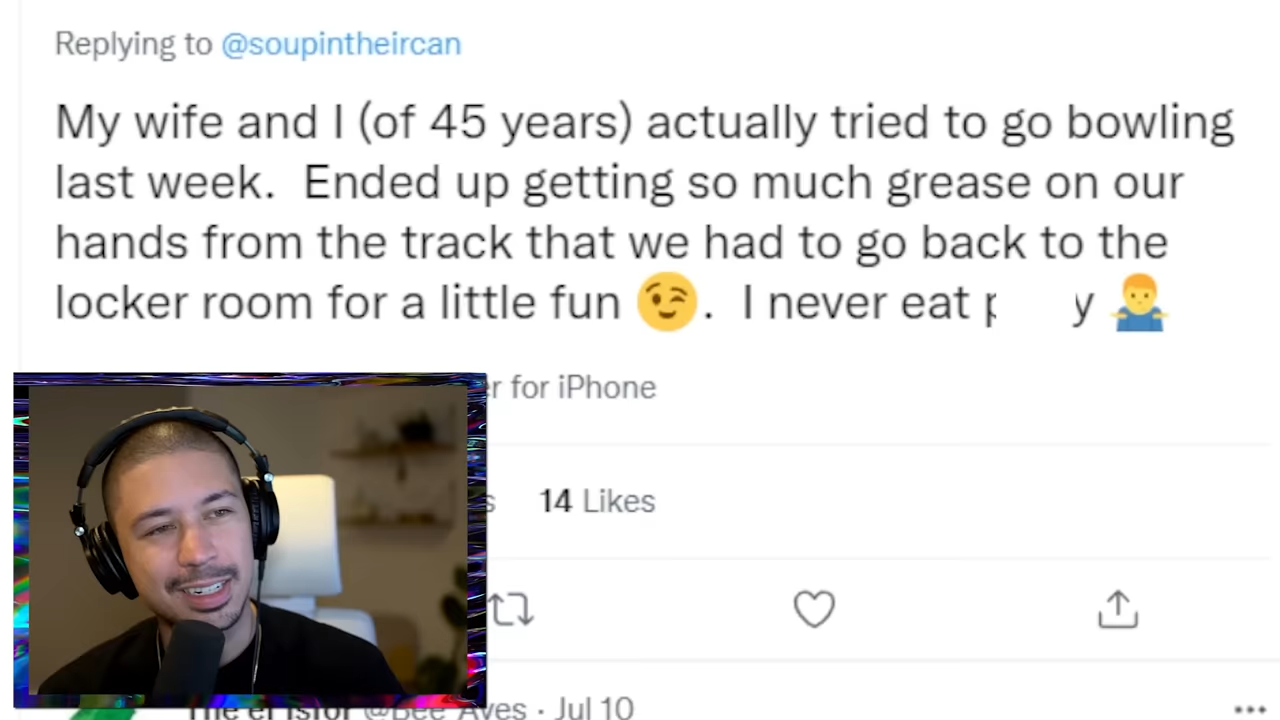 Replying to @soupintheircan
My wife and I (of 45 years) actually tried to go bowling
last week. Ended up getting so much grease on our
hands from the track that we had to go back to the
locker room for a little fun 😉. I never eat p y 🤷‍♂️
for iPhone
14 Likes
@Bee Ayes · Jul 10